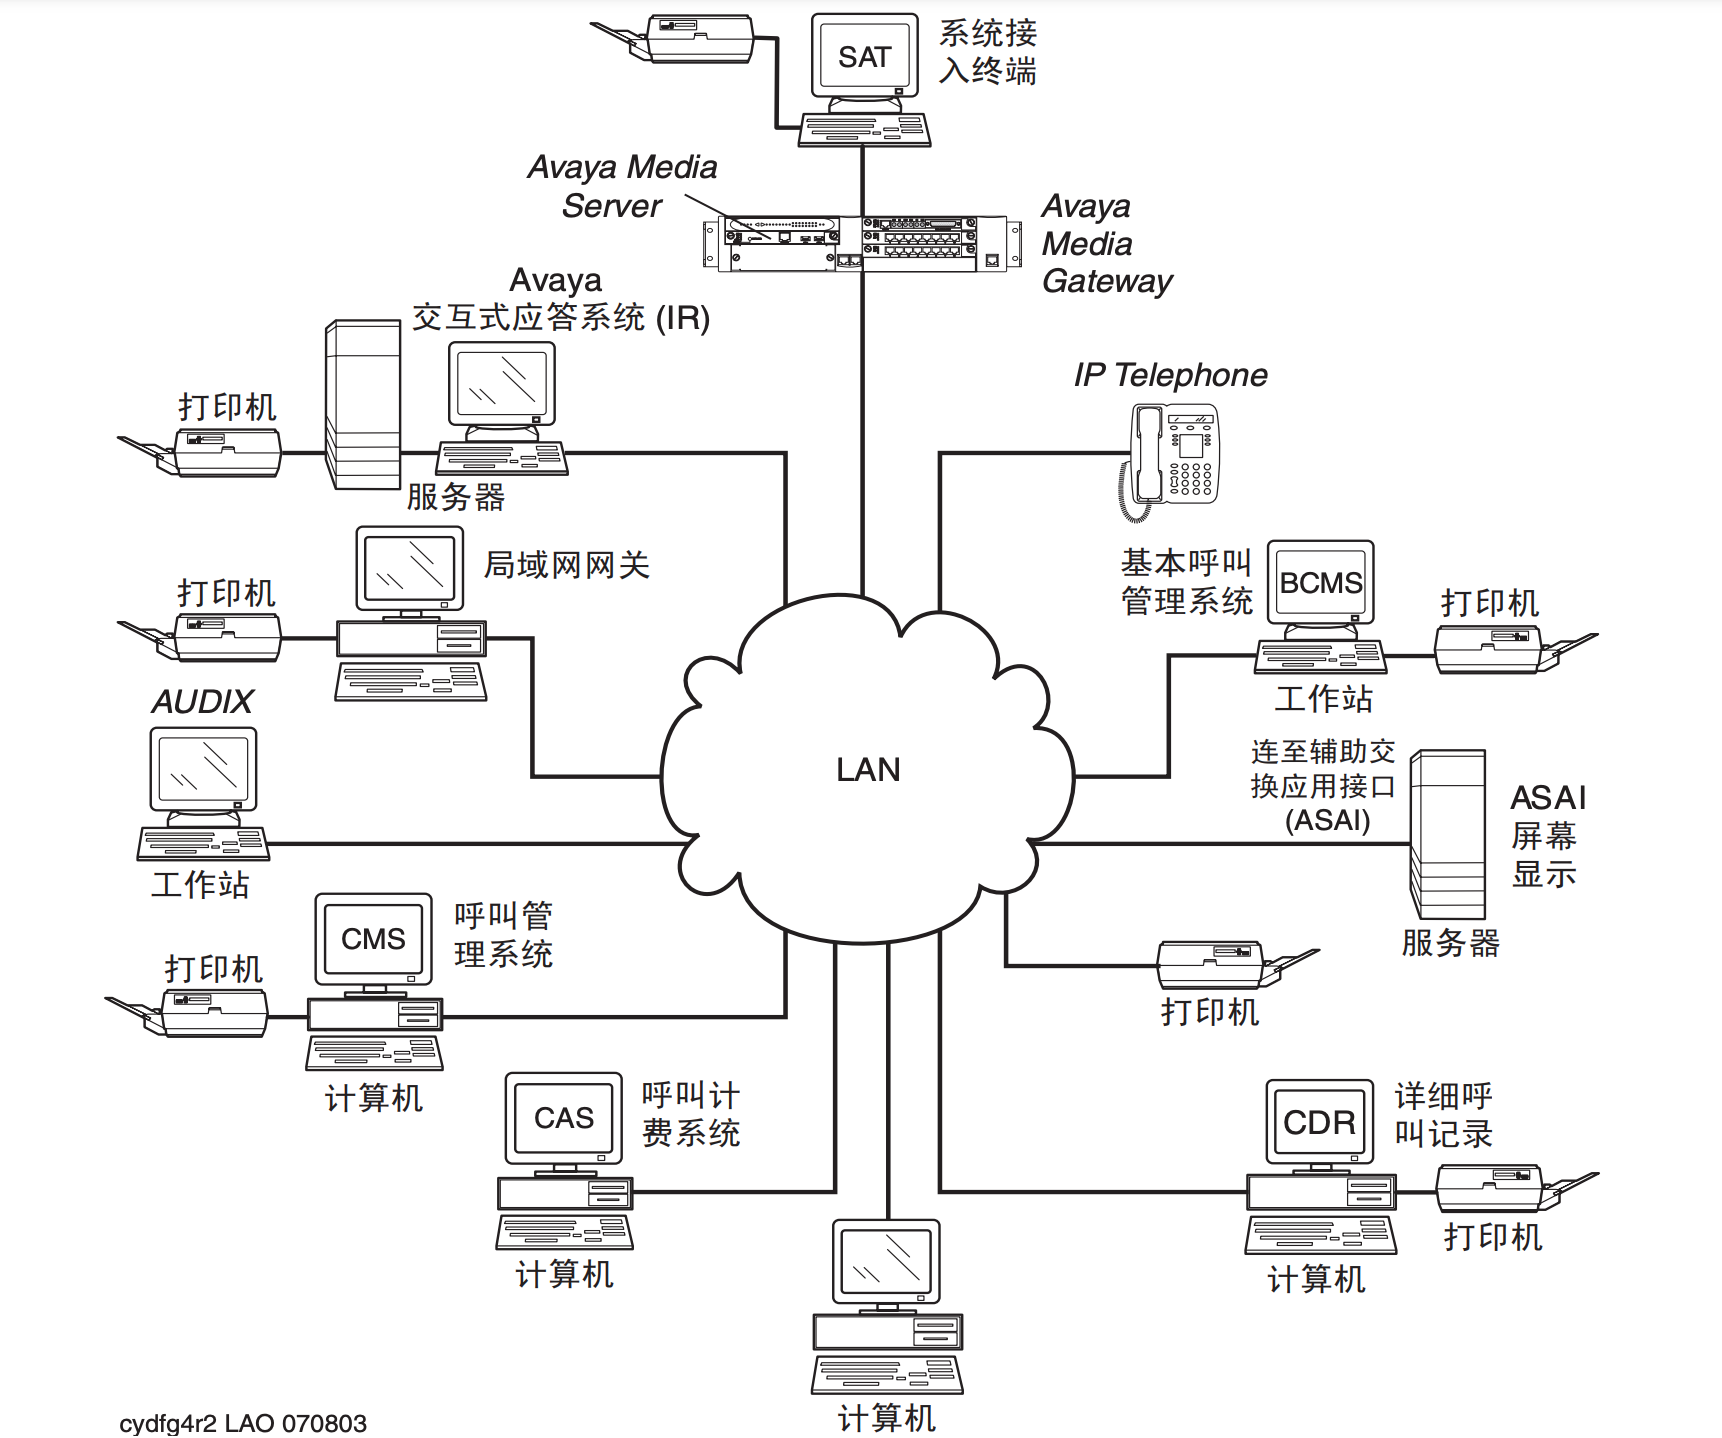 SAT
系统接
入终端
Avaya Media
Server
Avaya
Media
Gateway
Avaya
交互式应答系统 (IR)
打印机
服务器
IP Telephone
局域网网关
打印机
基本呼叫
管理系统
BCMS
打印机
工作站
AUDIX
工作站
LAN
连至辅助交
换应用接口
(ASAI)
ASAI
屏幕
显示
服务器
CMS
呼叫管
理系统
打印机
计算机
打印机
CAS
呼叫计
费系统
计算机
CDR
详细呼
叫记录
打印机
计算机
计算机
cydfg4r2 LAO 070803